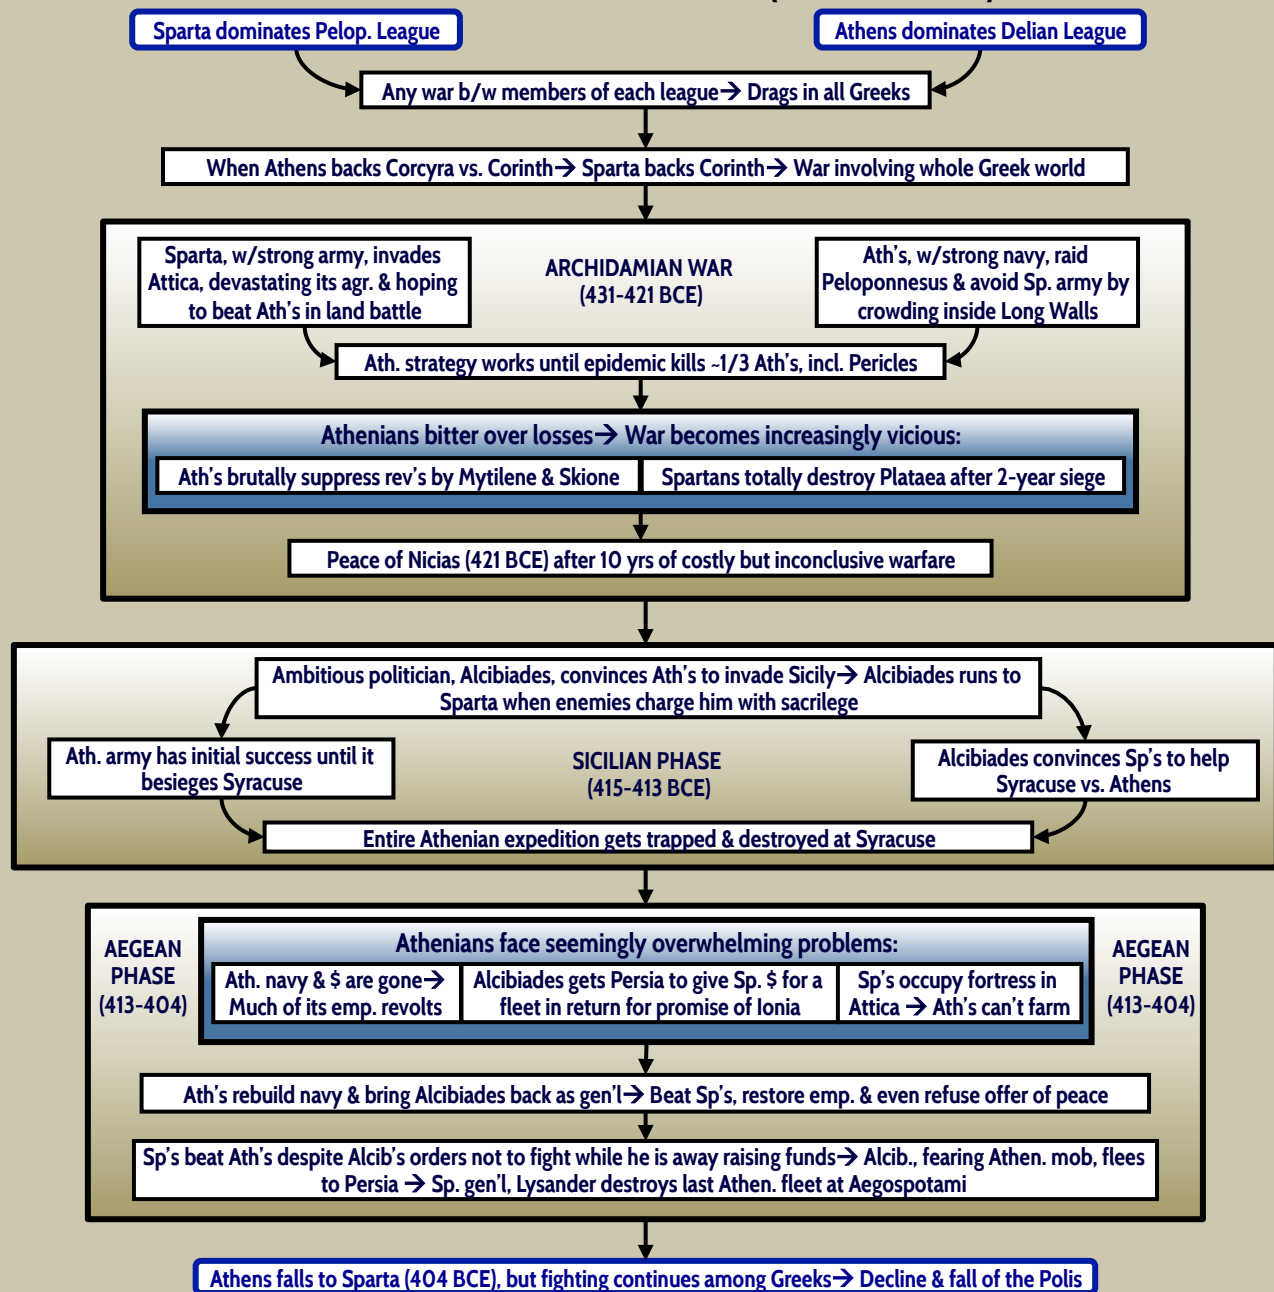 Sparta dominates Pelop. League
Athens dominates Delian League
Any war b/w members of each league→ Drags in all Greeks
When Athens backs Corcyra vs. Corinth→ Sparta backs Corinth→ War involving whole Greek world
Sparta, w/strong army, invades
Attica, devastating its agr. & hoping
to beat Ath's in land battle
ARCHIDAMIAN WAR
(431-421 BCE)
Ath's, w/strong navy, raid
Peloponnesus & avoid Sp. army by
crowding inside Long Walls
Ath. strategy works until epidemic kills ~1/3 Ath's, incl. Pericles
Athenians bitter over losses→ War becomes increasingly vicious:
Ath's brutally suppress rev's by Mytilene & Skione
Spartans totally destroy Plataea after 2-year siege
Peace of Nicias (421 BCE) after 10 yrs of costly but inconclusive warfare
Ambitious politician, Alcibiades, convinces Ath's to invade Sicily→ Alcibiades runs to
Sparta when enemies charge him with sacrilege
Ath. army has initial success until it
besieges Syracuse
SICILIAN PHASE
(415-413 BCE)
Alcibiades convinces Sp's to help
Syracuse vs. Athens
Entire Athenian expedition gets trapped & destroyed at Syracuse
AEGEAN
PHASE
(413-404)
Athenians face seemingly overwhelming problems:
Ath. navy & $ are gone→
Much of its emp. revolts
Alcibiades gets Persia to give Sp. $ for a
fleet in return for promise of Ionia
Sp's occupy fortress in
Attica → Ath's can't farm
AEGEAN
PHASE
(413-404)
Ath's rebuild navy & bring Alcibiades back as gen'l→ Beat Sp's, restore emp. & even refuse offer of peace
Sp's beat Ath's despite Alcib's orders not to fight while he is away raising funds→ Alcib., fearing Athen. mob, flees
to Persia → Sp. gen'l, Lysander destroys last Athen. fleet at Aegospotami
Athens falls to Sparta (404 BCE), but fighting continues among Greeks→ Decline & fall of the Polis